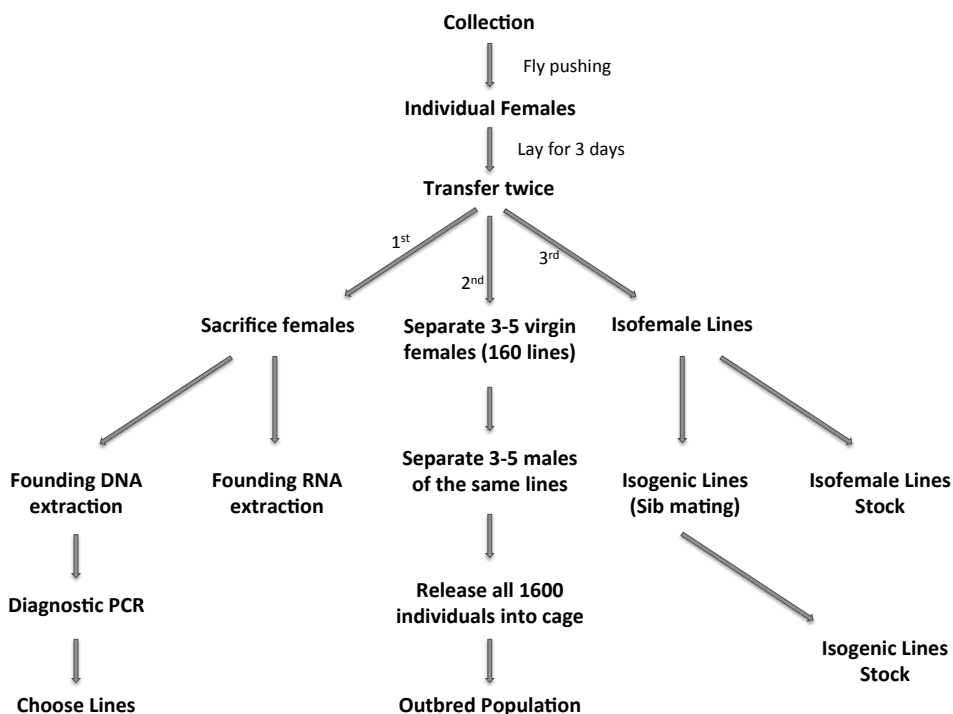 Collection
Fly pushing
Individual Females
Lay for 3 days
Transfer twice
1st
2nd
3rd
Sacrifice females
Separate 3-5 virgin
females (160 lines)
Isofemale Lines
Founding DNA
extraction
Founding RNA
extraction
Separate 3-5 males
of the same lines
Isogenic Lines
(Sib mating)
Isofemale Lines
Stock
Diagnostic PCR
Release all 1600
individuals into cage
Isogenic Lines
Stock
Choose Lines
Outbred Population